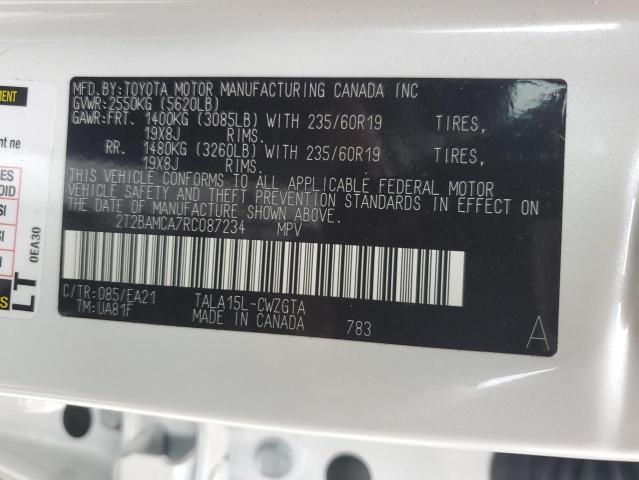 MFD.BY:TOYOTA MOTOR MANUFACTURING CANADA INC
GVWR:2550KG (5620LB)
GAWR:FRT. 1400KG (3085LB) WITH 235/60R19 TIRES,
19X8J RIMS.
RR. 1480KG (3260LB) WITH 235/60R19 TIRES,
19X8J RIMS.
THIS VEHICLE CONFORMS TO ALL APPLICABLE FEDERAL MOTOR
VEHICLE SAFETY AND THEFT PREVENTION STANDARDS IN EFFECT ON
THE DATE OF MANUFACTURE SHOWN ABOVE.
2T2BAMCA7RC087234 MPV
C/TR:085/EA21 TALA15L-CWZGTA
TM:UA81F MADE IN CANADA 783
A
LT
0EA30